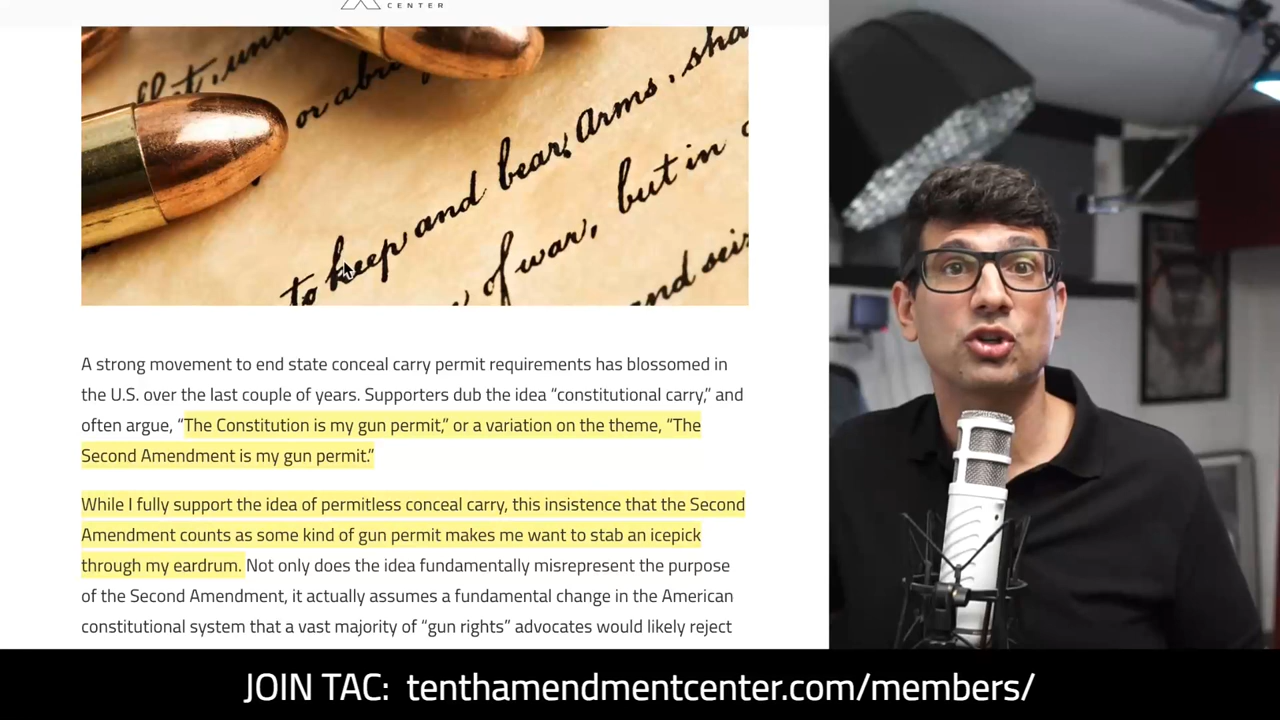 CENTER
or abri
to keep and bear Arms, sha
of war, but in
and seiz
A strong movement to end state conceal carry permit requirements has blossomed in
the U.S. over the last couple of years. Supporters dub the idea “constitutional carry,” and
often argue, “The Constitution is my gun permit,” or a variation on the theme, “The
Second Amendment is my gun permit.”
While I fully support the idea of permitless conceal carry, this insistence that the Second
Amendment counts as some kind of gun permit makes me want to stab an icepick
through my eardrum. Not only does the idea fundamentally misrepresent the purpose
of the Second Amendment, it actually assumes a fundamental change in the American
constitutional system that a vast majority of “gun rights” advocates would likely reject
JOIN TAC: tenthamendmentcenter.com/members/